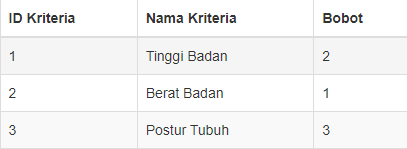 ID Kriteria Nama Kriteria Bobot
1 Tinggi Badan 2
2 Berat Badan 1
3 Postur Tubuh 3